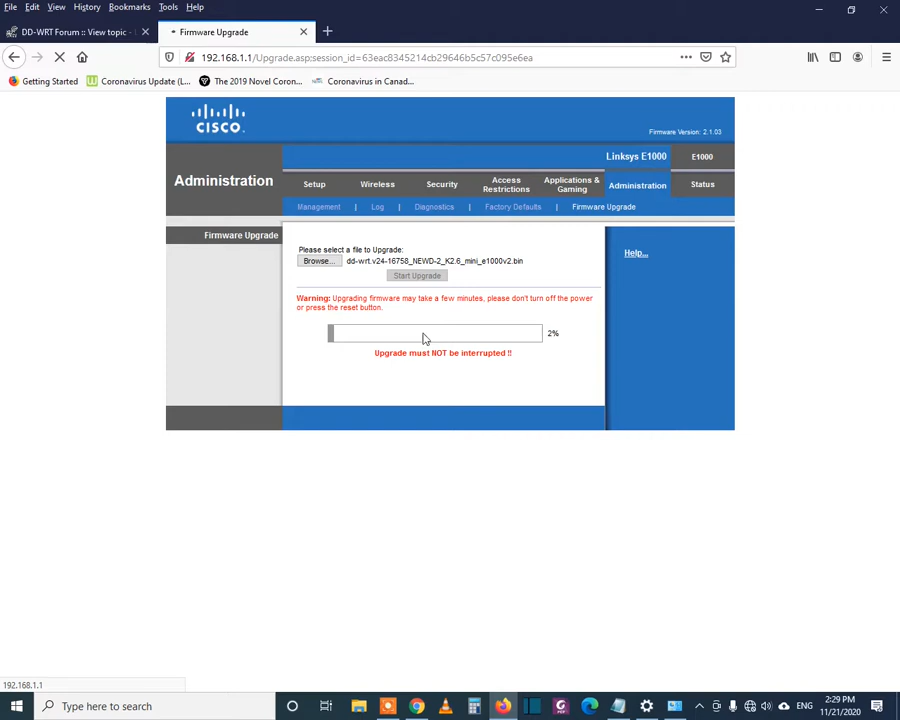 File Edit View History Bookmarks Tools Help
DD-WRT Forum :: View topic -
Firmware Upgrade
192.168.1.1/Upgrade.asp;session_id=63eac8345214cb29646b5c57c095e6ea
Getting Started
Coronavirus Update (L...
The 2019 Novel Coron...
Coronavirus in Canad...
CISCO.
Firmware Version: 2.1.03
Linksys E1000
E1000
Administration
Setup
Wireless
Security
Access
Restrictions
Applications &
Gaming
Administration
Status
Management | Log | Diagnostics | Factory Defaults | Firmware Upgrade
Firmware Upgrade
Please select a file to Upgrade:
Browse... dd-wrt.v24-16758_NEWD-2_K2.6_mini_e1000v2.bin
Start Upgrade
Warning: Upgrading firmware may take a few minutes, please don't turn off the power
or press the reset button.
2%
Upgrade must NOT be interrupted !!
Help...
192.168.1.1
Type here to search
ENG
2:29 PM
11/21/2020